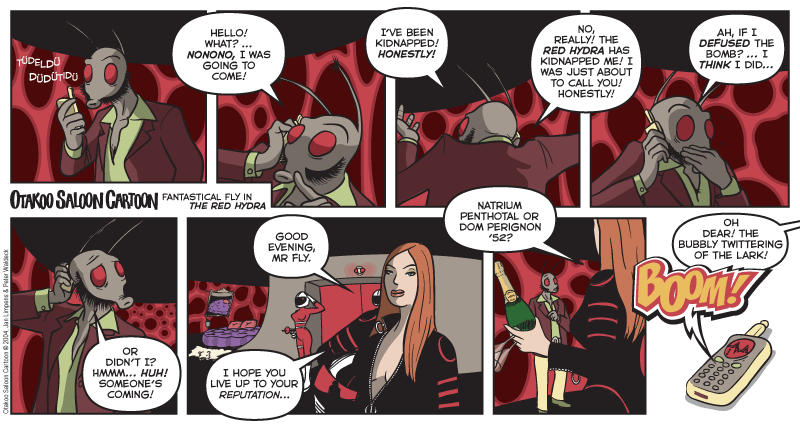 TÜDELDÜ
DÜDÜTIDÜ
HELLO!
WHAT? ...
NONONO, I WAS
GOING TO
COME!
I'VE BEEN
KIDNAPPED!
HONESTLY!
NO,
REALLY! THE
RED HYDRA HAS
KIDNAPPED ME! I
WAS JUST ABOUT
TO CALL YOU!
HONESTLY!
AH, IF I
DEFUSED THE
BOMB? ... I
THINK I DID...
OTAKOO SALOON CARTOON
FANTASTICAL FLY IN
THE RED HYDRA
OR
DIDN'T I?
HMMM... HUH!
SOMEONE'S
COMING!
GOOD
EVENING,
MR FLY.
I HOPE YOU
LIVE UP TO YOUR
REPUTATION...
NATRIUM
PENTHOTAL OR
DOM PERIGNON
'52?
OH
DEAR! THE
BUBBLY TWITTERING
OF THE LARK!
BOOM!
Otakoo Saloon Cartoon © 2004 Jan Limpens & Peter Waldeck